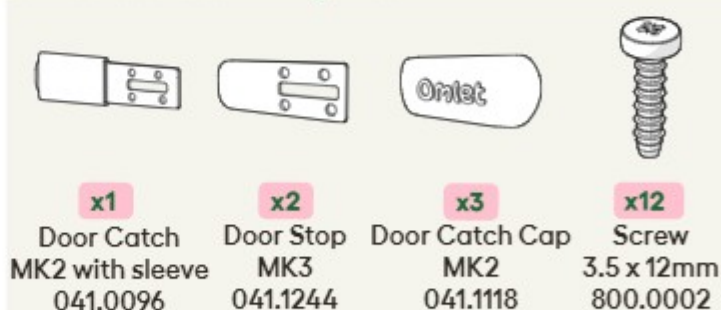 Omlet
x1
x2
x3
x12
Door Catch
MK2 with sleeve
041.0096
Door Stop
MK3
041.1244
Door Catch Cap
MK2
041.1118
Screw
3.5 x 12mm
800.0002